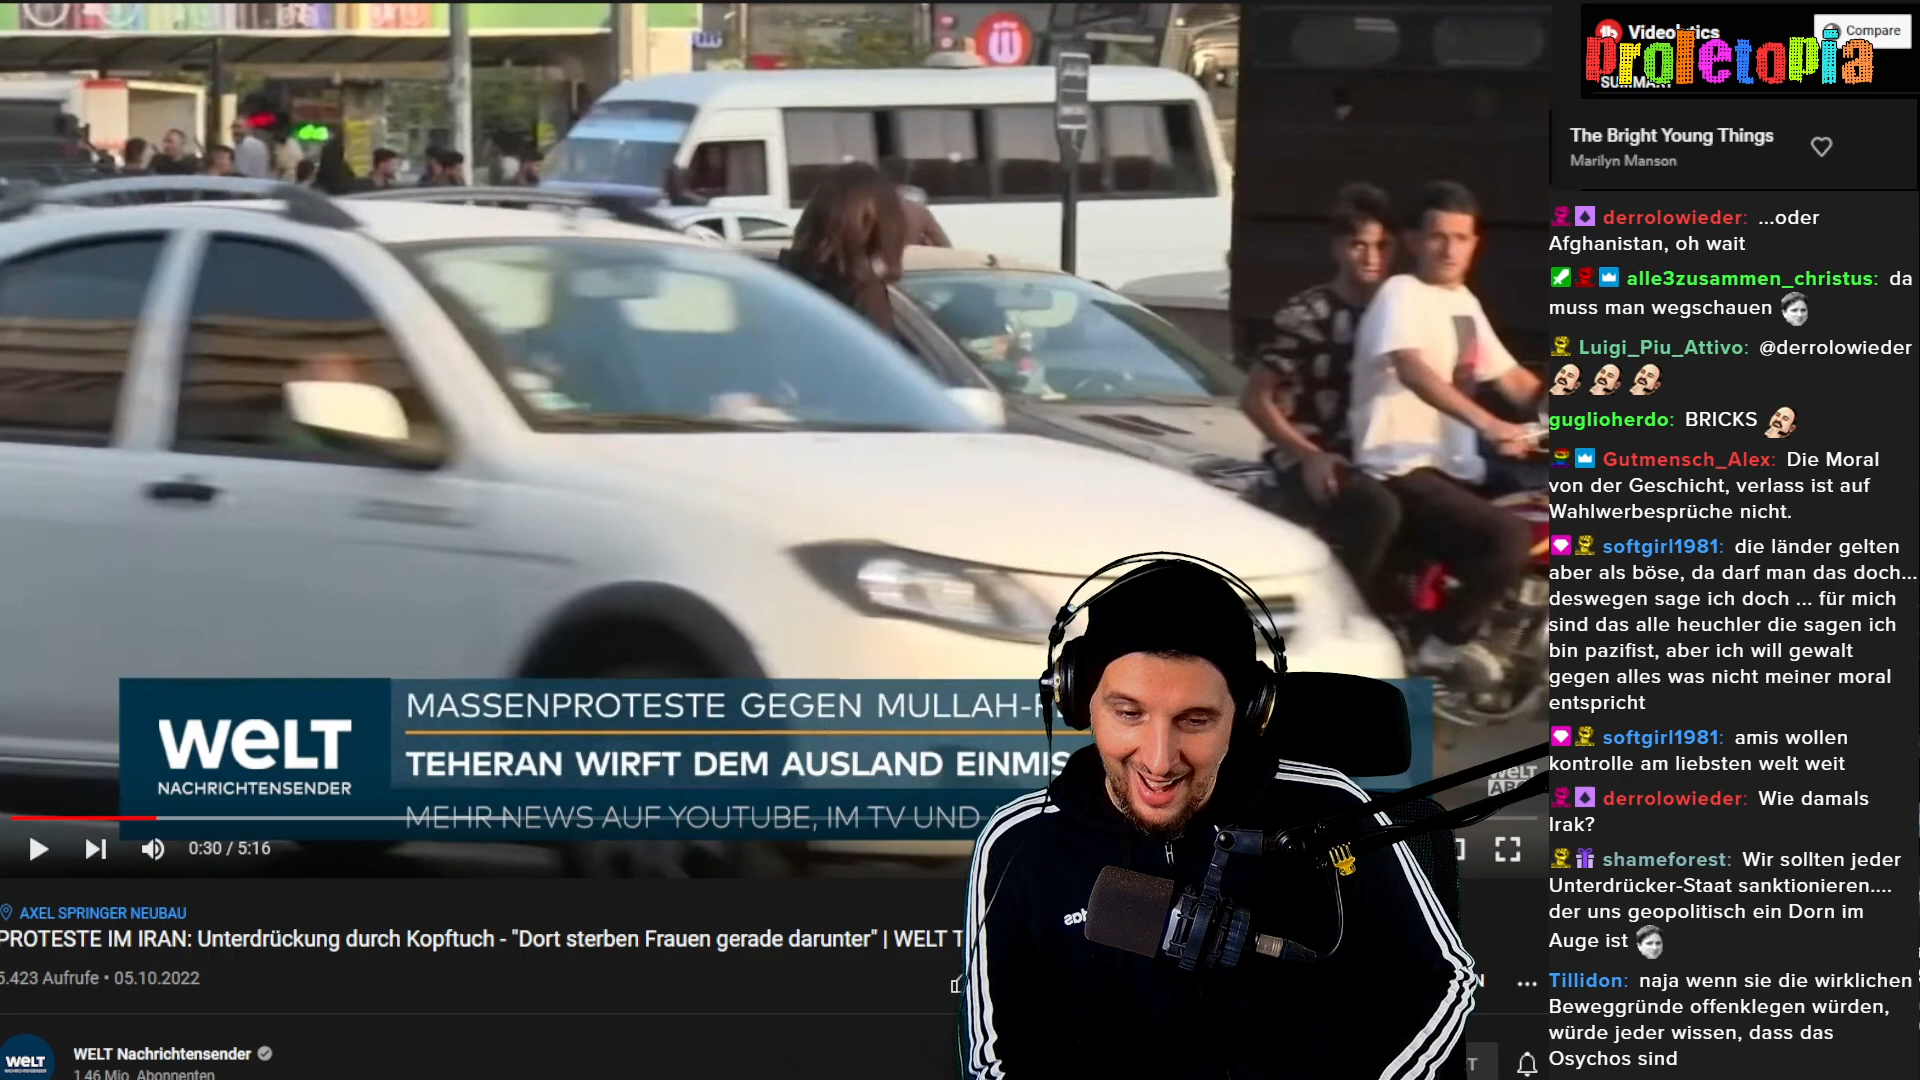 MASSENPROTESTE GEGEN MULLAH-
WELT
NACHRICHTENSENDER
TEHERAN WIRFT DEM AUSLAND EINMIS
MEHR NEWS AUF YOUTUBE, IM TV UND
WELT
0:30 / 5:16
AXEL SPRINGER NEUBAU
PROTESTE IM IRAN: Unterdrückung durch Kopftuch - "Dort sterben Frauen gerade darunter" | WELT T
5.423 Aufrufe • 05.10.2022
WELT
WELT Nachrichtensender
1,46 Mio. Abonnenten
adidas
Compare
Proletopia
The Bright Young Things
Marilyn Manson
derrolowieder: ...oder
Afghanistan, oh wait
alle3zusammen_christus: da
muss man wegschauen
Luigi_Piu_Attivo: @derrolowieder
guglioherdo: BRICKS
Gutmensch_Alex: Die Moral
von der Geschicht, verlass ist auf
Wahlwerbesprüche nicht.
softgirl1981: die länder gelten
aber als böse, da darf man das doch...
deswegen sage ich doch ... für mich
sind das alle heuchler die sagen ich
bin pazifist, aber ich will gewalt
gegen alles was nicht meiner moral
entspricht
softgirl1981: amis wollen
kontrolle am liebsten welt weit
derrolowieder: Wie damals
Irak?
shameforest: Wir sollten jeder
Unterdrücker-Staat sanktionieren....
der uns geopolitisch ein Dorn im
Auge ist
Tillidon: naja wenn sie die wirklichen
Beweggründe offenklegen würden,
würde jeder wissen, dass das
Osychos sind